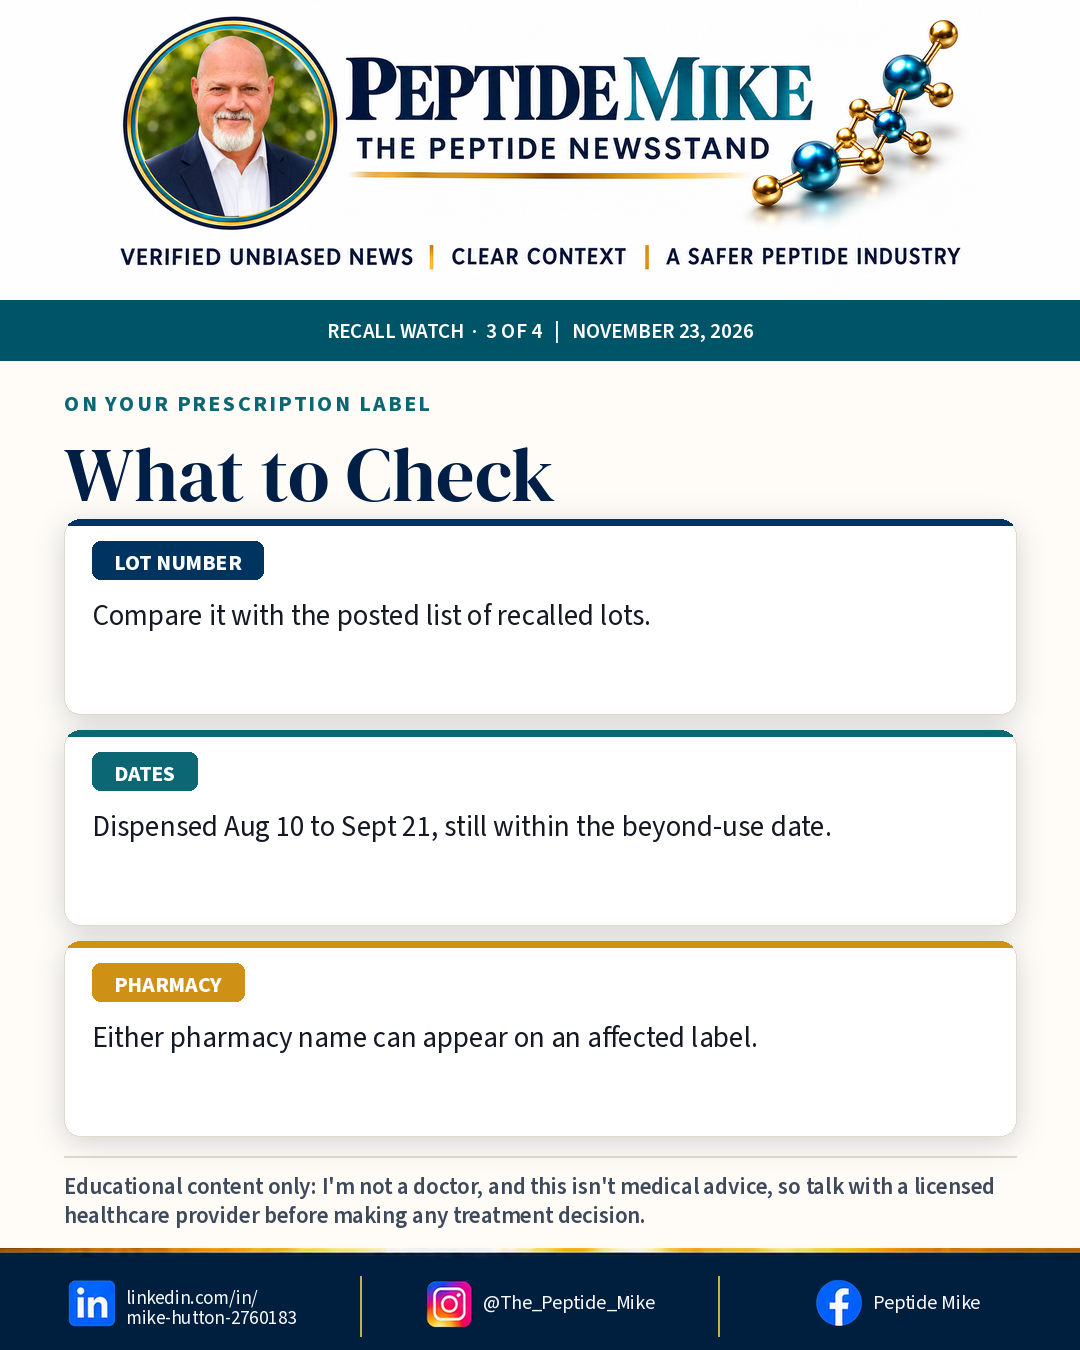 PEPTIDEMIKE
THE PEPTIDE NEWSSTAND
VERIFIED UNBIASED NEWS | CLEAR CONTEXT | A SAFER PEPTIDE INDUSTRY
RECALL WATCH · 3 OF 4 | NOVEMBER 23, 2026
ON YOUR PRESCRIPTION LABEL
What to Check
LOT NUMBER
Compare it with the posted list of recalled lots.
DATES
Dispensed Aug 10 to Sept 21, still within the beyond-use date.
PHARMACY
Either pharmacy name can appear on an affected label.
Educational content only: I'm not a doctor, and this isn't medical advice, so talk with a licensed
healthcare provider before making any treatment decision.
in linkedin.com/in/
mike-hutton-2760183
@The_Peptide_Mike
f Peptide Mike